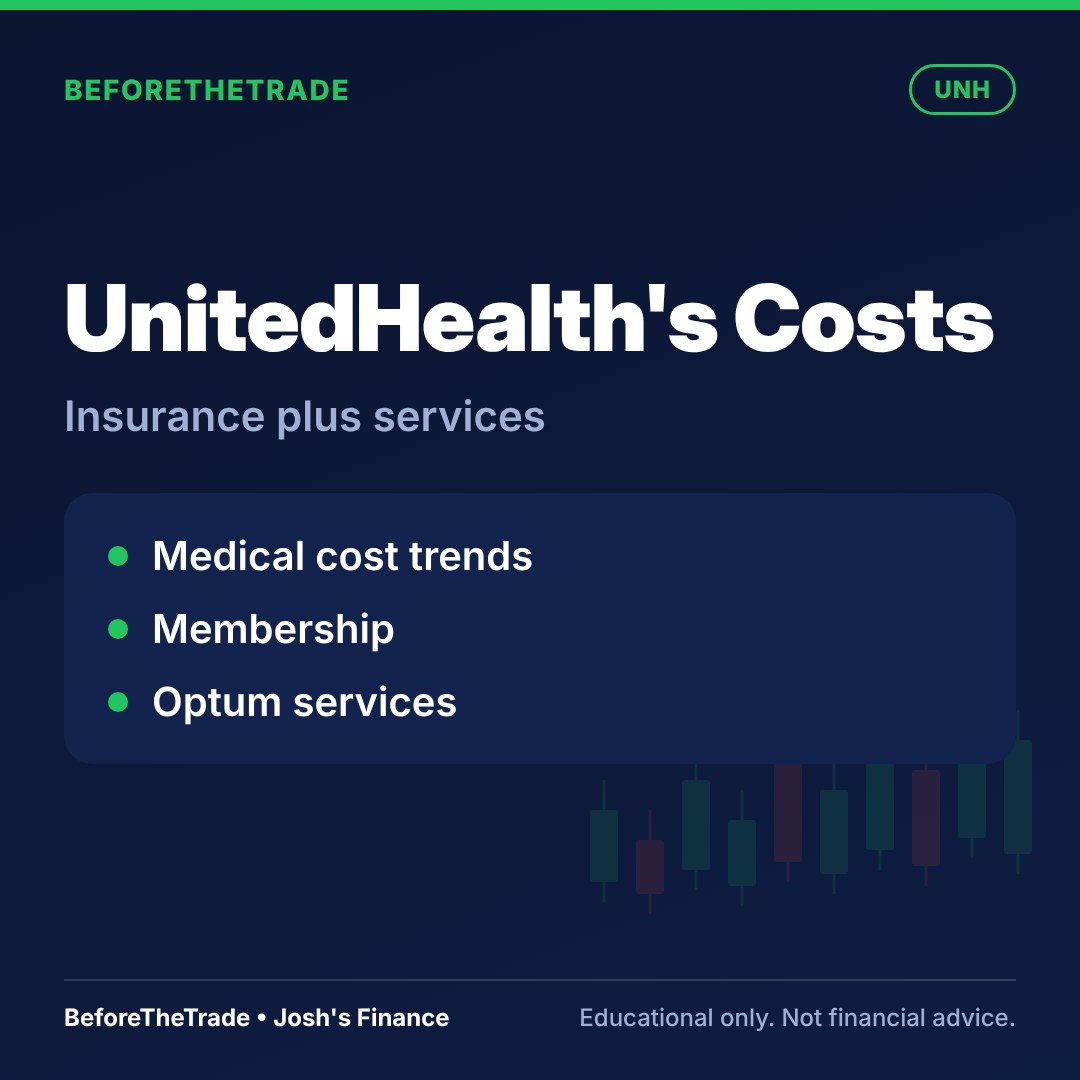 BEFORETHETRADE
UNH
UnitedHealth's Costs
Insurance plus services
Medical cost trends
Membership
Optum services
BeforeTheTrade • Josh's Finance
Educational only. Not financial advice.